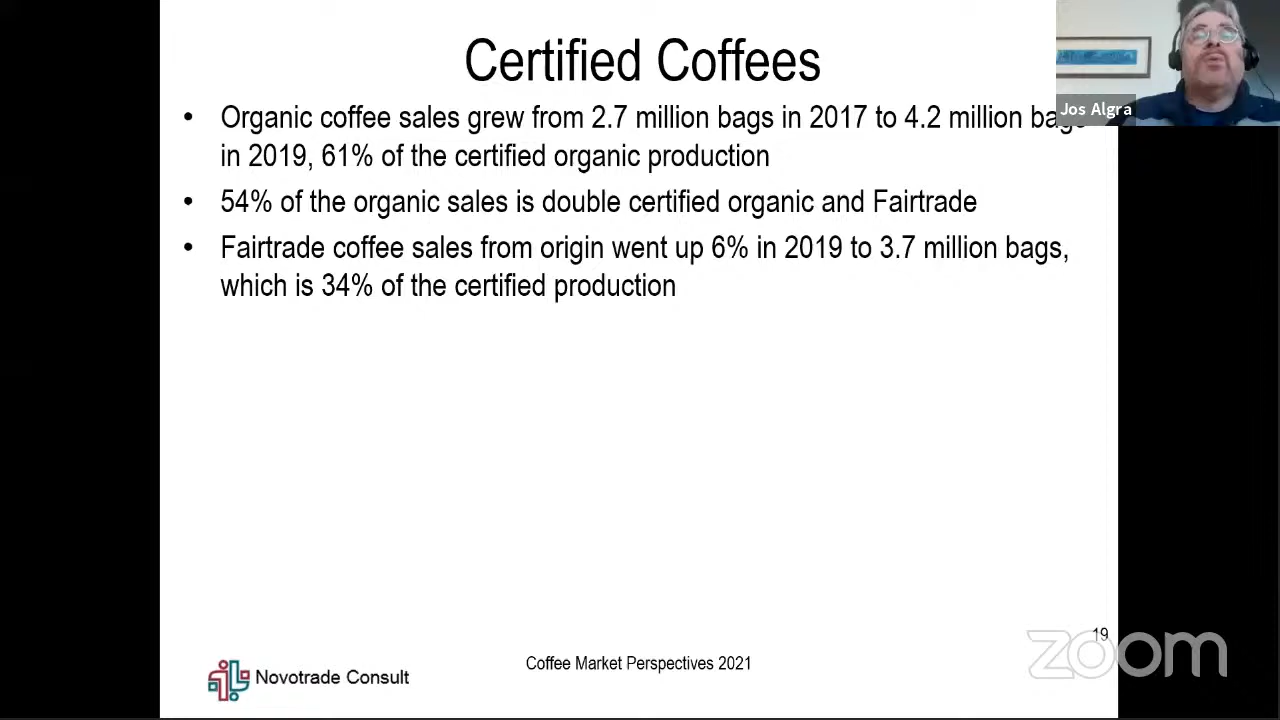 Certified Coffees
• Organic coffee sales grew from 2.7 million bags in 2017 to 4.2 million bags
in 2019, 61% of the certified organic production
• 54% of the organic sales is double certified organic and Fairtrade
• Fairtrade coffee sales from origin went up 6% in 2019 to 3.7 million bags,
which is 34% of the certified production
Jos Algra
19
zoom
Novotrade Consult
Coffee Market Perspectives 2021